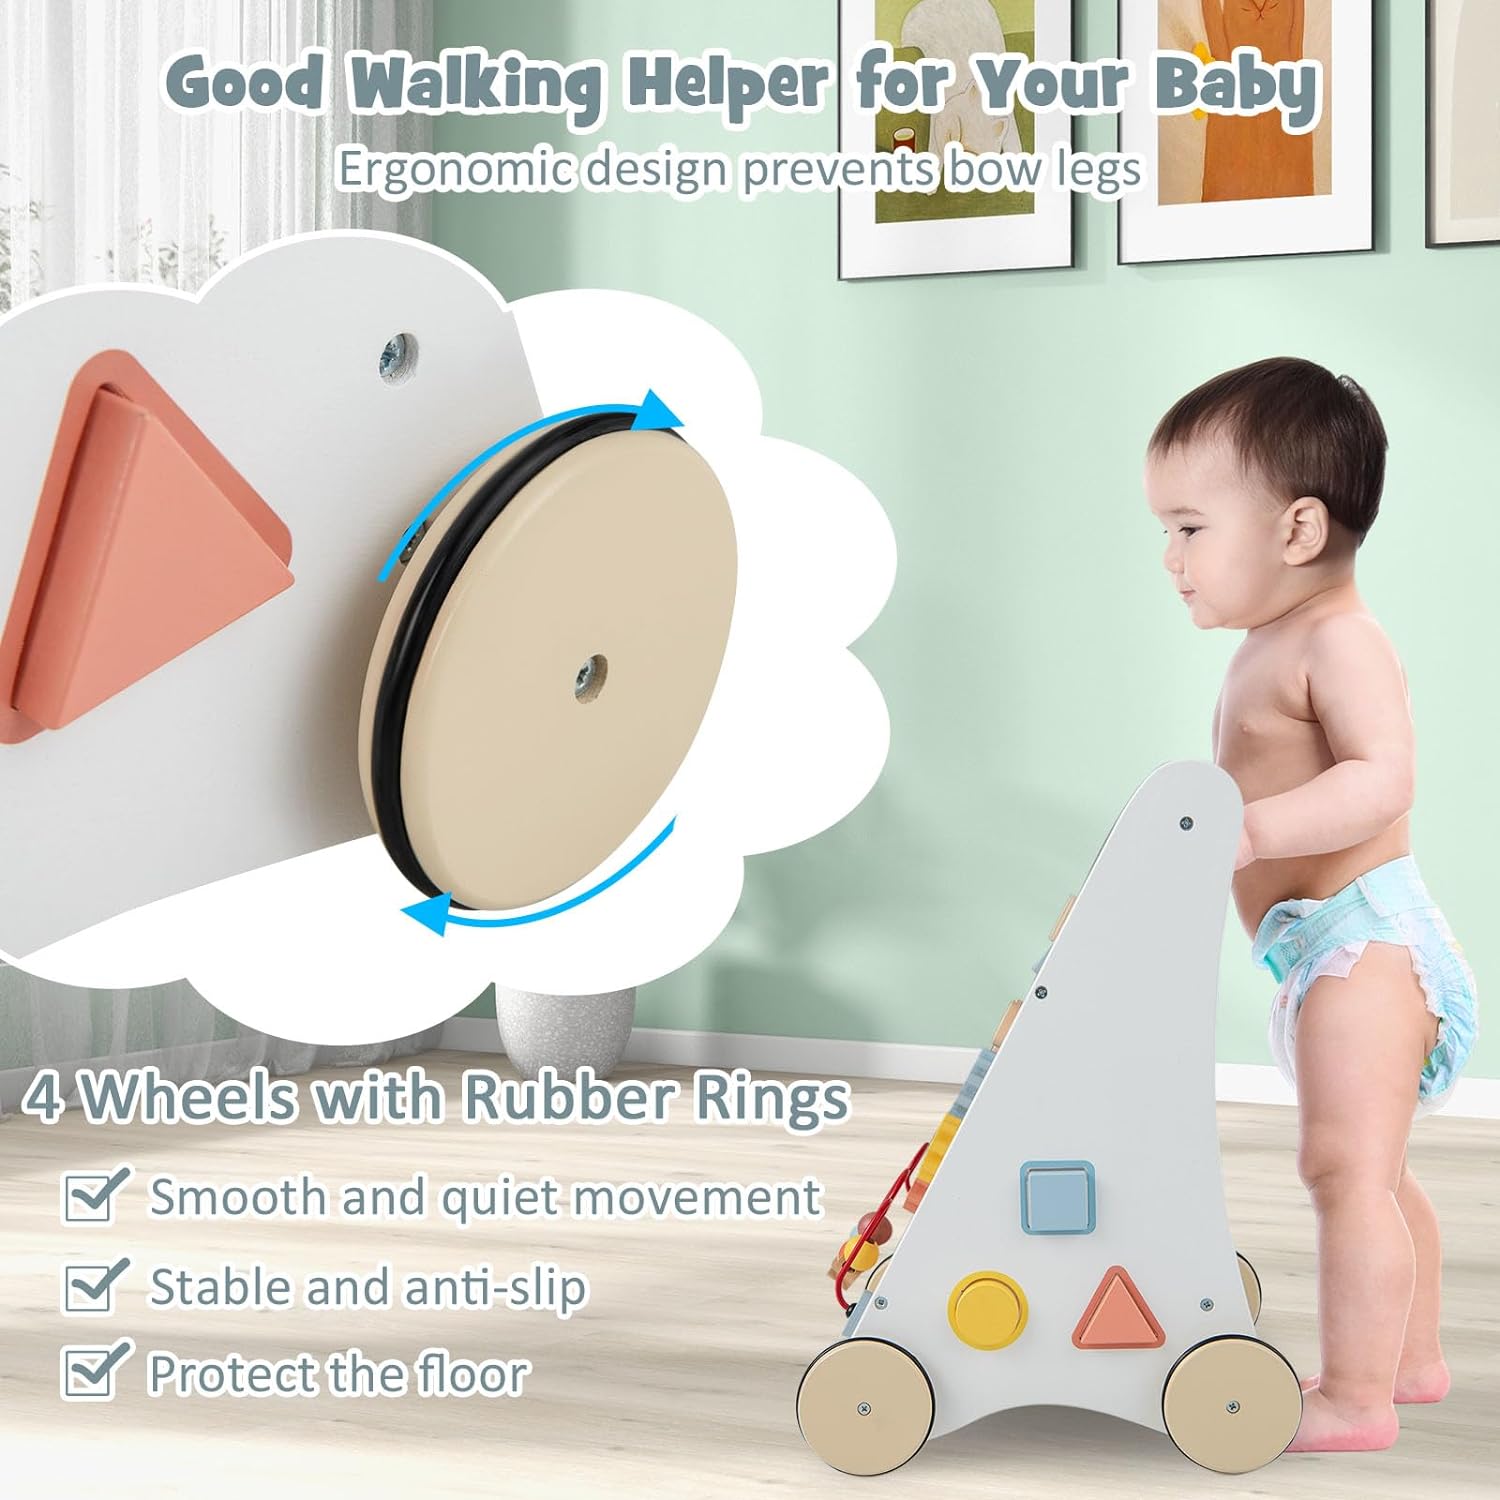 Good Walking Helper for Your Baby
Ergonomic design prevents bow legs
4 Wheels with Rubber Rings
Smooth and quiet movement
Stable and anti-slip
Protect the floor